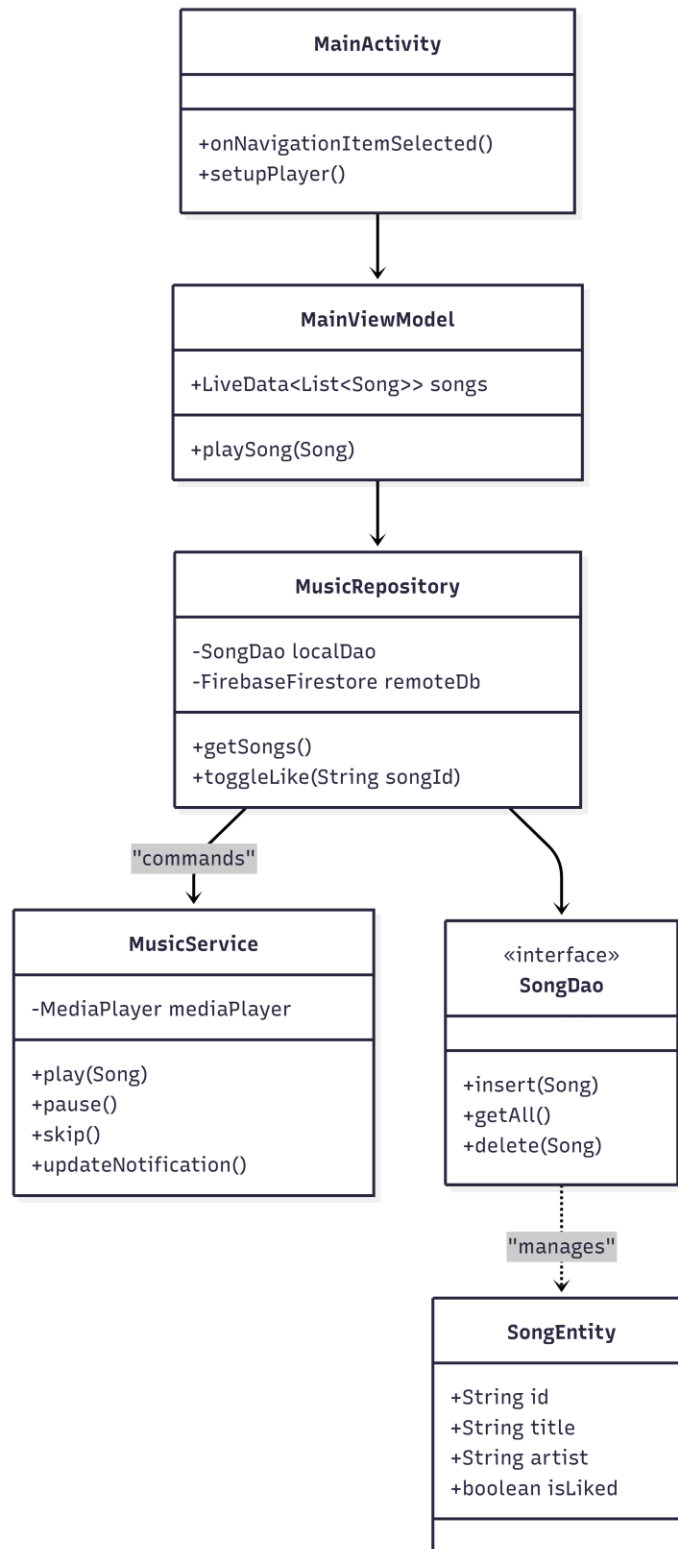 MainActivity
+onNavigationItemSelected()
+setupPlayer()
MainViewModel
+LiveData<List<Song>> songs
+playSong(Song)
MusicRepository
-SongDao localDao
-FirebaseFirestore remoteDb
+getSongs()
+toggleLike(String songId)
"commands"
MusicService
-MediaPlayer mediaPlayer
+play(Song)
+pause()
+skip()
+updateNotification()
«interface»
SongDao
+insert(Song)
+getAll()
+delete(Song)
"manages"
SongEntity
+String id
+String title
+String artist
+boolean isLiked